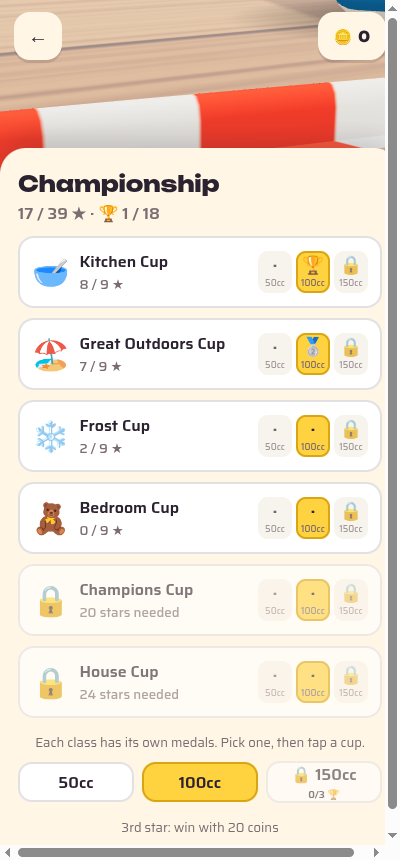 ← 0
Championship
17 / 39 ★ · 🏆 1 / 18
Kitchen Cup
8 / 9 ★
· 50cc 🏆 100cc 🔒 150cc
Great Outdoors Cup
7 / 9 ★
· 50cc 🥈 100cc 🔒 150cc
Frost Cup
2 / 9 ★
· 50cc · 100cc 🔒 150cc
Bedroom Cup
0 / 9 ★
· 50cc · 100cc 🔒 150cc
Champions Cup
20 stars needed
· 50cc · 100cc 🔒 150cc
House Cup
24 stars needed
· 50cc · 100cc 🔒 150cc
Each class has its own medals. Pick one, then tap a cup.
50cc 100cc 🔒 150cc
0/3 🏆
3rd star: win with 20 coins